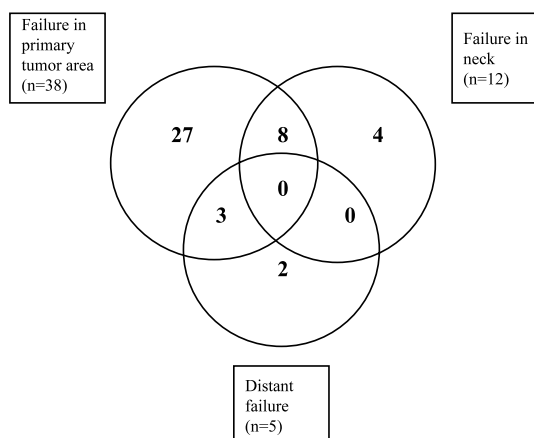 Failure in
primary
tumor area
(n=38)
Failure in
neck
(n=12)
27
8
4
0
3
0
2
Distant
failure
(n=5)